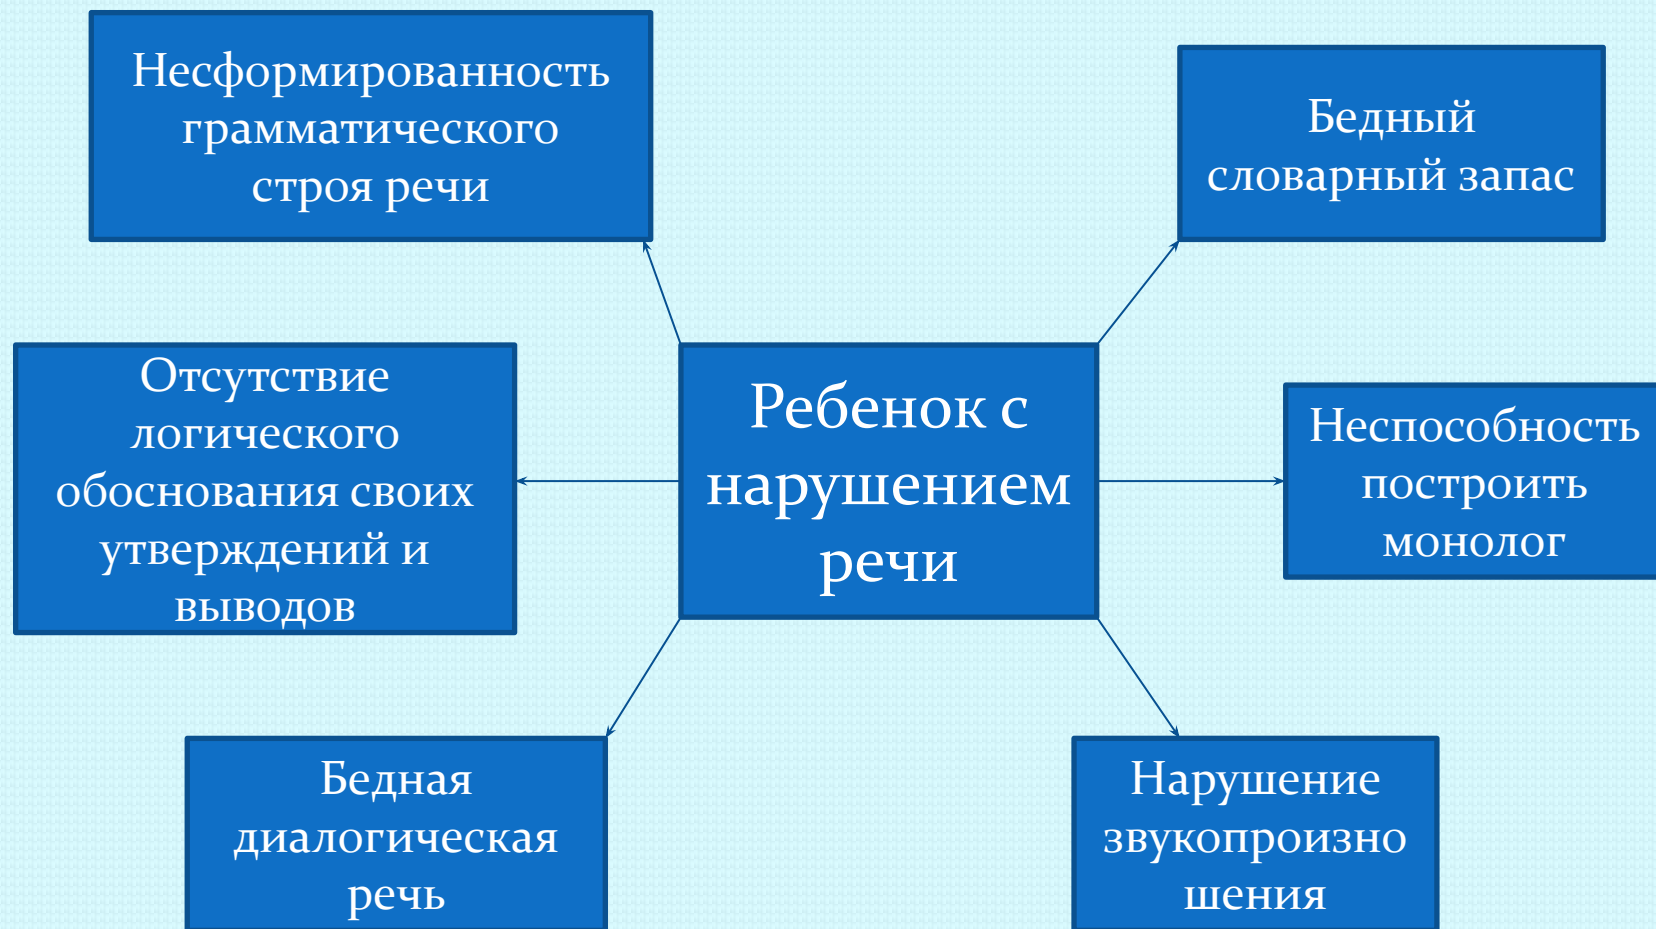 Несформированность
грамматического
строя речи
Бедный
словарный запас
Отсутствие
логического
обоснования своих
утверждений и
выводов
Ребенок с
нарушением
речи
Неспособность
построить
монолог
Бедная
диалогическая
речь
Нарушение
звукопроизно
шения